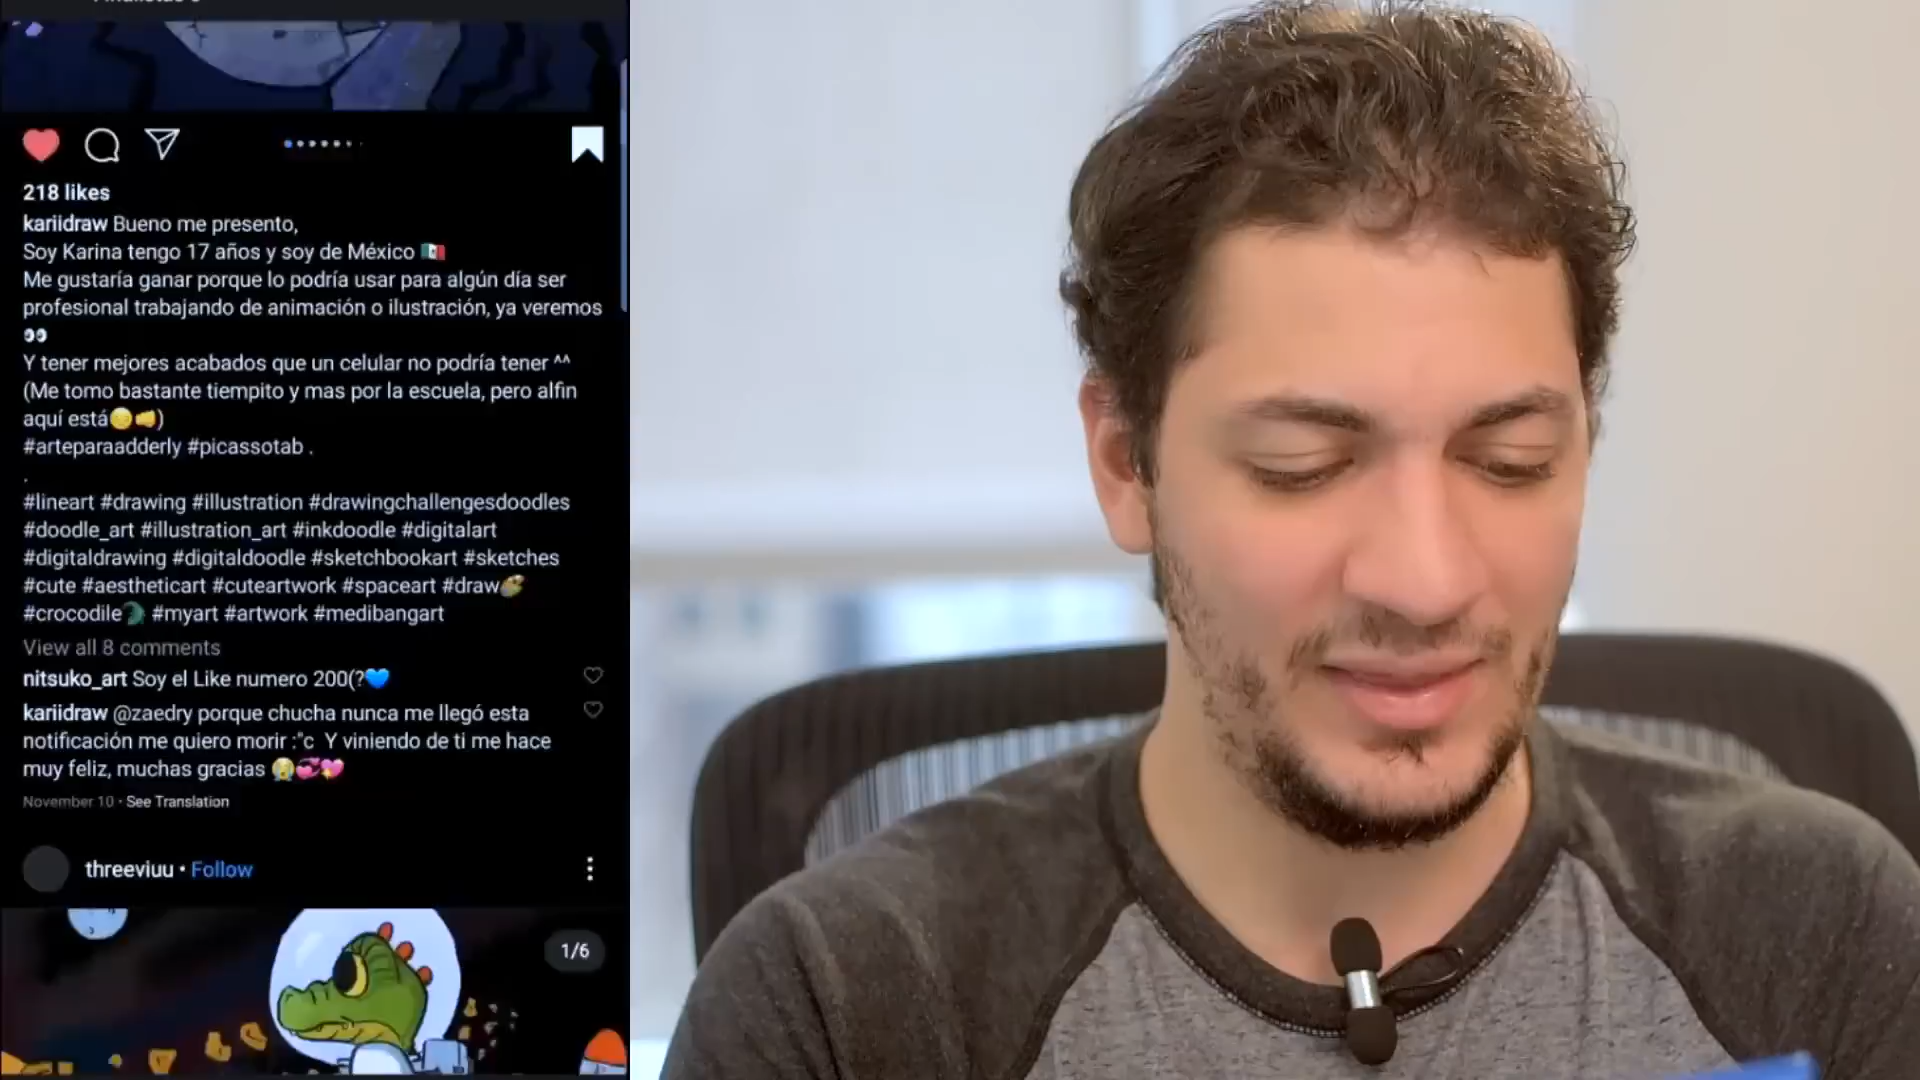 218 likes
kariidraw Bueno me presento,
Soy Karina tengo 17 años y soy de México 🇲🇽
Me gustaría ganar porque lo podría usar para algún día ser
profesional trabajando de animación o ilustración, ya veremos
👀
Y tener mejores acabados que un celular no podría tener ^^
(Me tomo bastante tiempito y mas por la escuela, pero alfin
aquí está)
#arteparaadderly #picassotab .
.
#lineart #drawing #illustration #drawingchallengesdoodles
#doodle_art #illustration_art #inkdoodle #digitalart
#digitaldrawing #digitaldoodle #sketchbookart #sketches
#cute #aestheticart #cuteartwork #spaceart #draw🎨
#crocodile🐊 #myart #artwork #medibangart
View all 8 comments
nitsuko_art Soy el Like numero 200(?💙
kariidraw @zaedry porque chucha nunca me llegó esta
notificación me quiero morir :"c Y viniendo de ti me hace
muy feliz, muchas gracias 😭💞💖
November 10 · See Translation
threeviuu • Follow
1/6